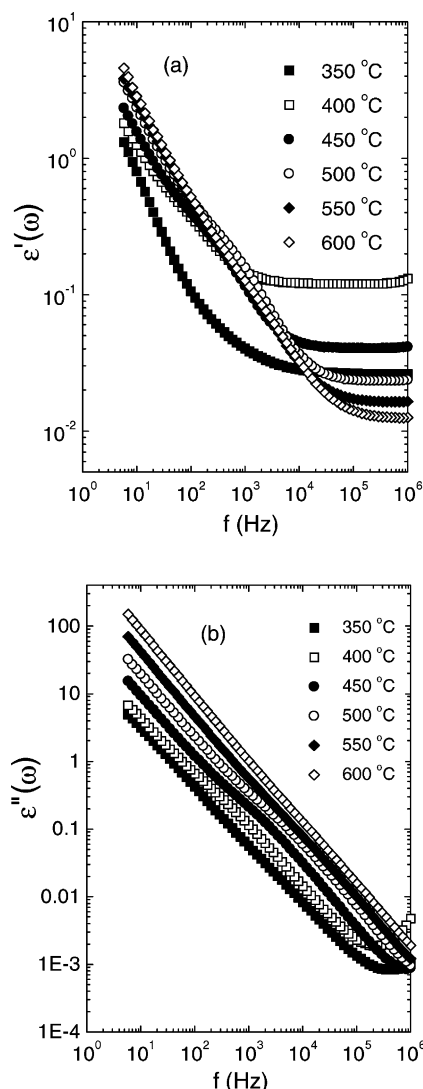 (a)
350 °C
400 °C
450 °C
500 °C
550 °C
600 °C
ε'(ω)
10¹
10⁰
10⁻¹
10⁻²
10⁰ 10¹ 10² 10³ 10⁴ 10⁵ 10⁶
f (Hz)
(b)
350 °C
400 °C
450 °C
500 °C
550 °C
600 °C
ε"(ω)
100
10
1
0.1
0.01
1E-3
1E-4
10⁰ 10¹ 10² 10³ 10⁴ 10⁵ 10⁶
f (Hz)